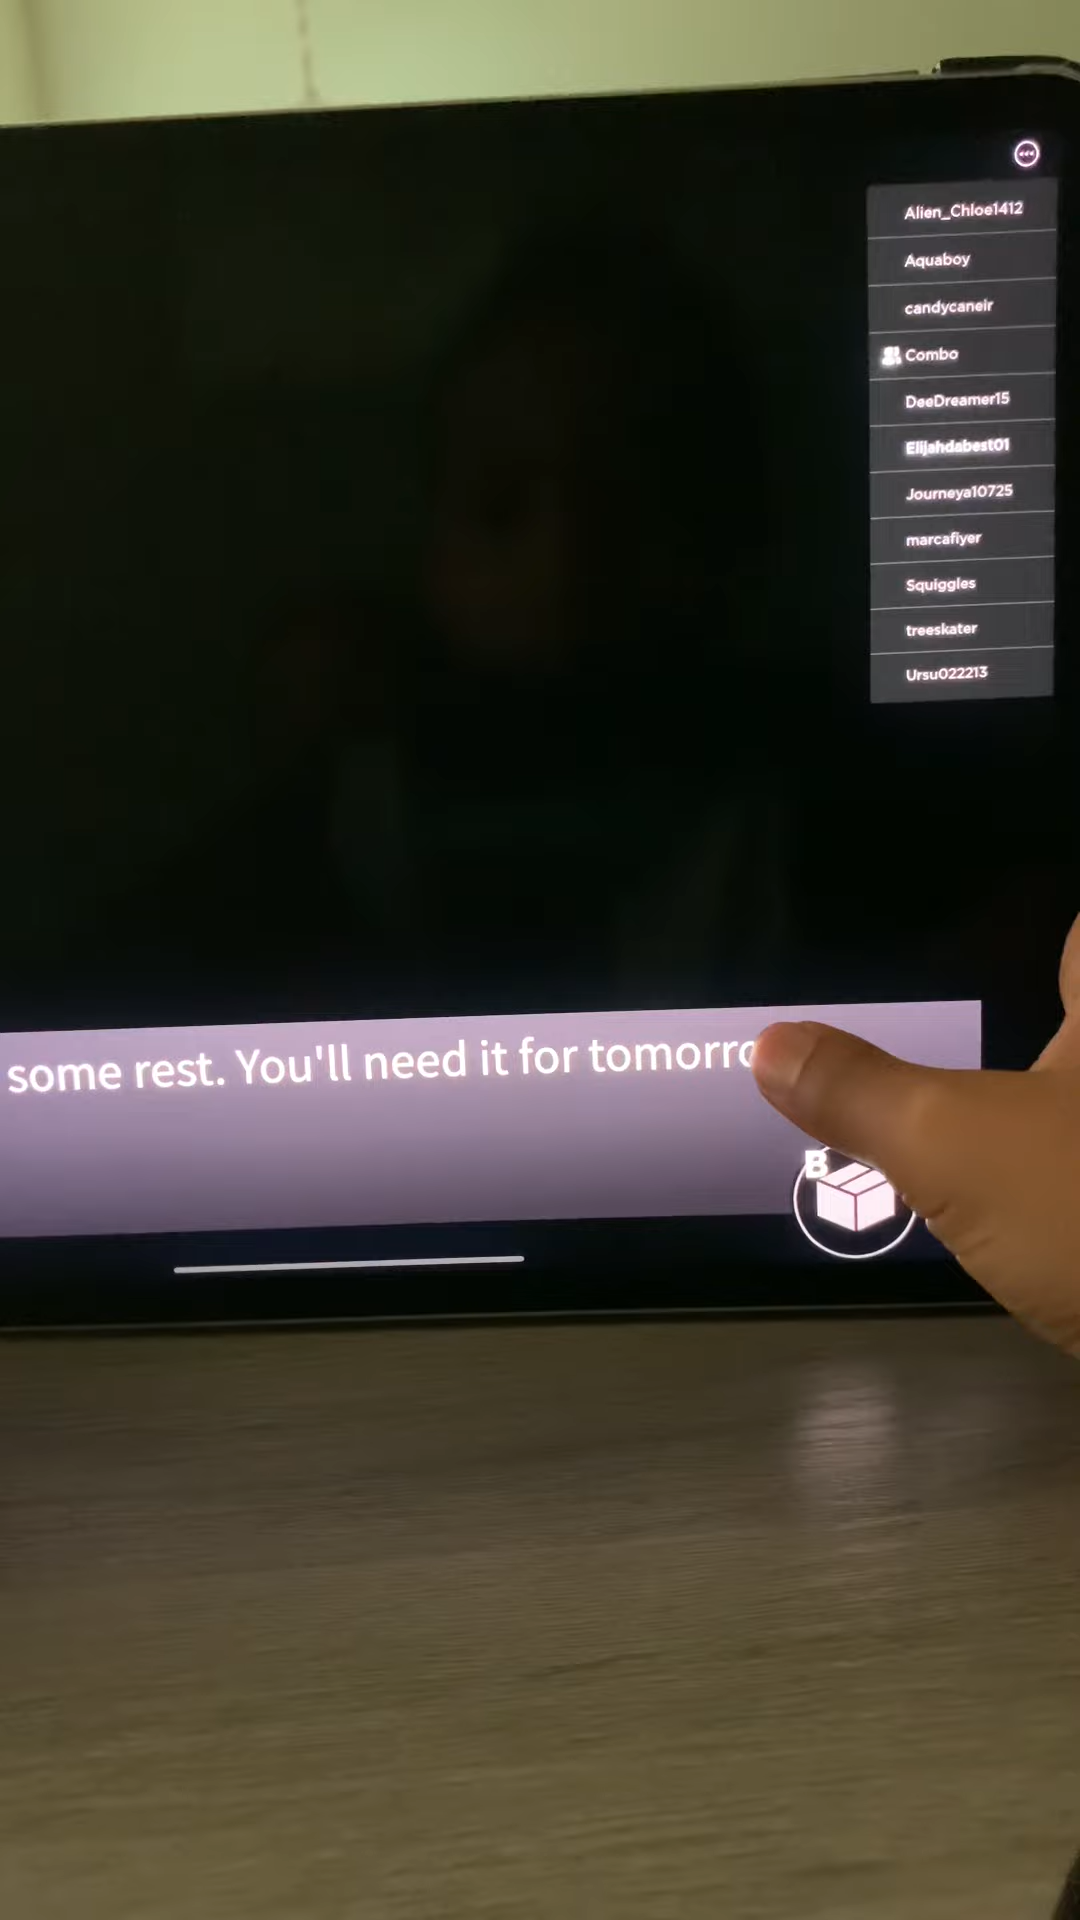 Alien_Chloe1412
Aquaboy
candycaneir
Combo
DeeDreamer15
Elijahdabest01
Journeya10725
marcafiyer
Squiggles
treeskater
Ursu022213
some rest. You'll need it for tomorro
B